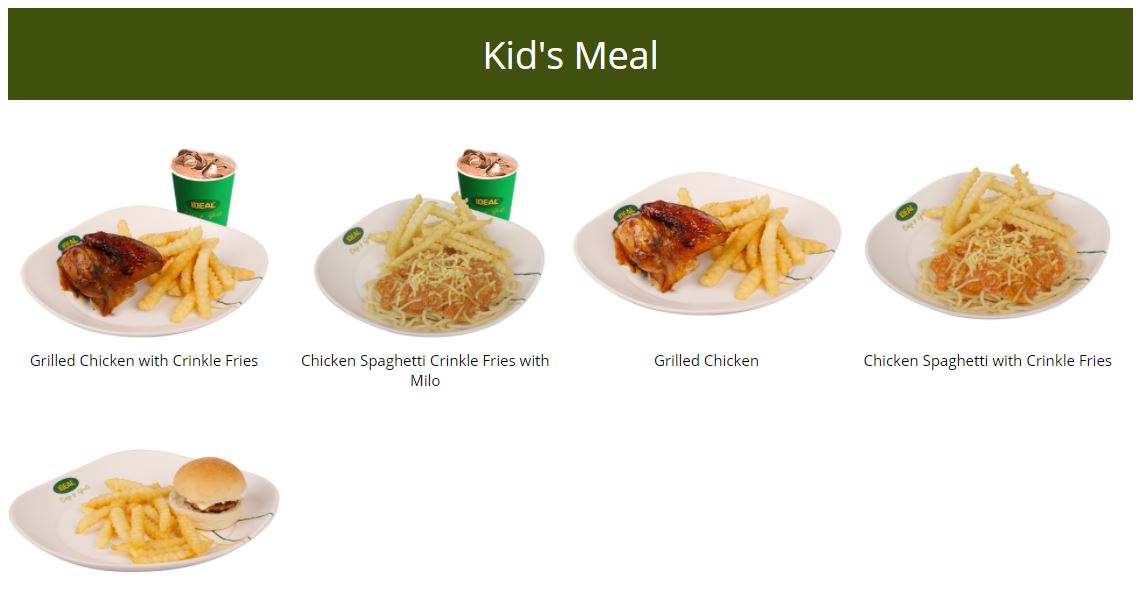 Kid's Meal
IDEAL
IDEAL
IDEAL
IDEAL
IDEAL
IDEAL
Grilled Chicken with Crinkle Fries
Chicken Spaghetti Crinkle Fries with
Milo
Grilled Chicken
Chicken Spaghetti with Crinkle Fries
IDEAL